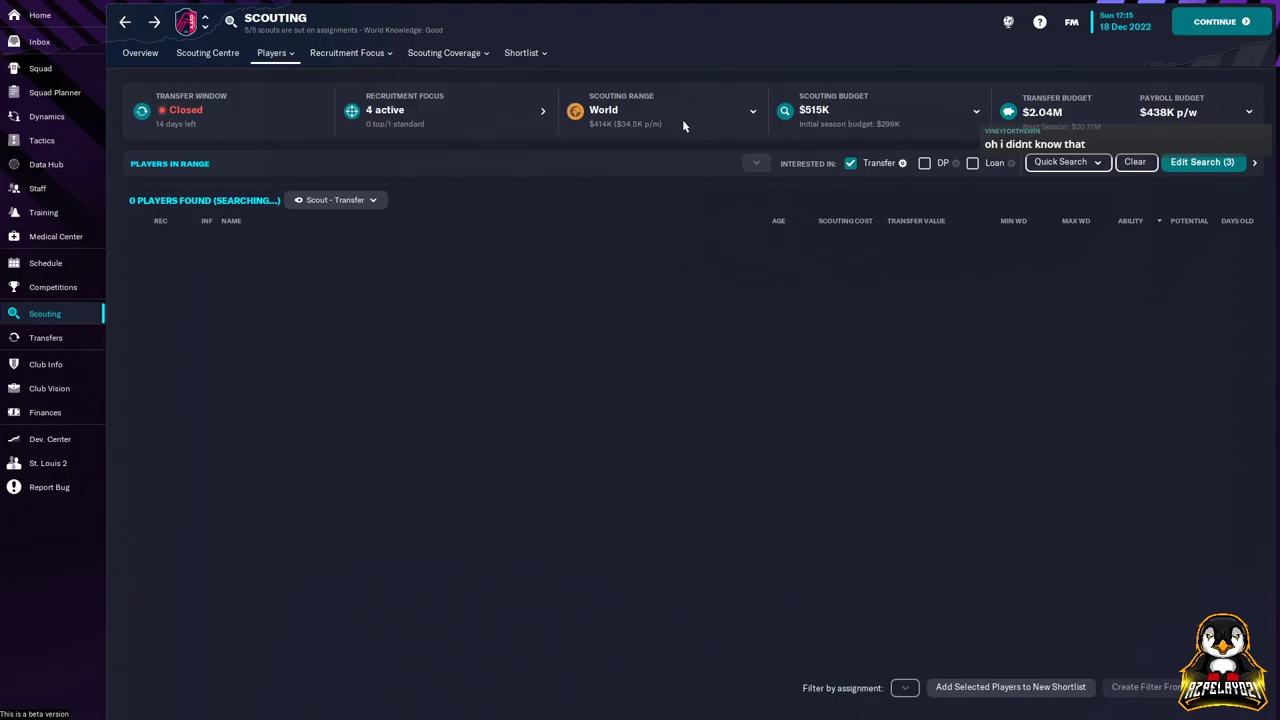 Home
Inbox
Squad
Squad Planner
Dynamics
Tactics
Data Hub
Staff
Training
Medical Center
Schedule
Competitions
Scouting
Transfers
Club Info
Club Vision
Finances
Dev. Center
St. Louis 2
Report Bug
This is a beta version
SCOUTING
5/5 scouts are out on assignments - World Knowledge: Good
FM
Sun 17:15
18 Dec 2022
CONTINUE
Overview
Scouting Centre
Players
Recruitment Focus
Scouting Coverage
Shortlist
TRANSFER WINDOW
Closed
14 days left
RECRUITMENT FOCUS
4 active
0 top/1 standard
SCOUTING RANGE
World
$414K ($34.5K p/m)
SCOUTING BUDGET
$515K
Initial season budget: $299K
TRANSFER BUDGET
$2.04M
Next Season: $20.71M
PAYROLL BUDGET
$438K p/w
VINEYFORTHEWIN
oh i didnt know that
PLAYERS IN RANGE
INTERESTED IN:
Transfer
DP
Loan
Quick Search
Clear
Edit Search (3)
0 PLAYERS FOUND (SEARCHING...)
Scout - Transfer
REC INF NAME AGE SCOUTING COST TRANSFER VALUE MIN WD MAX WD ABILITY POTENTIAL DAYS OLD
Filter by assignment:
Add Selected Players to New Shortlist
Create Filter From
AZPELAYO21